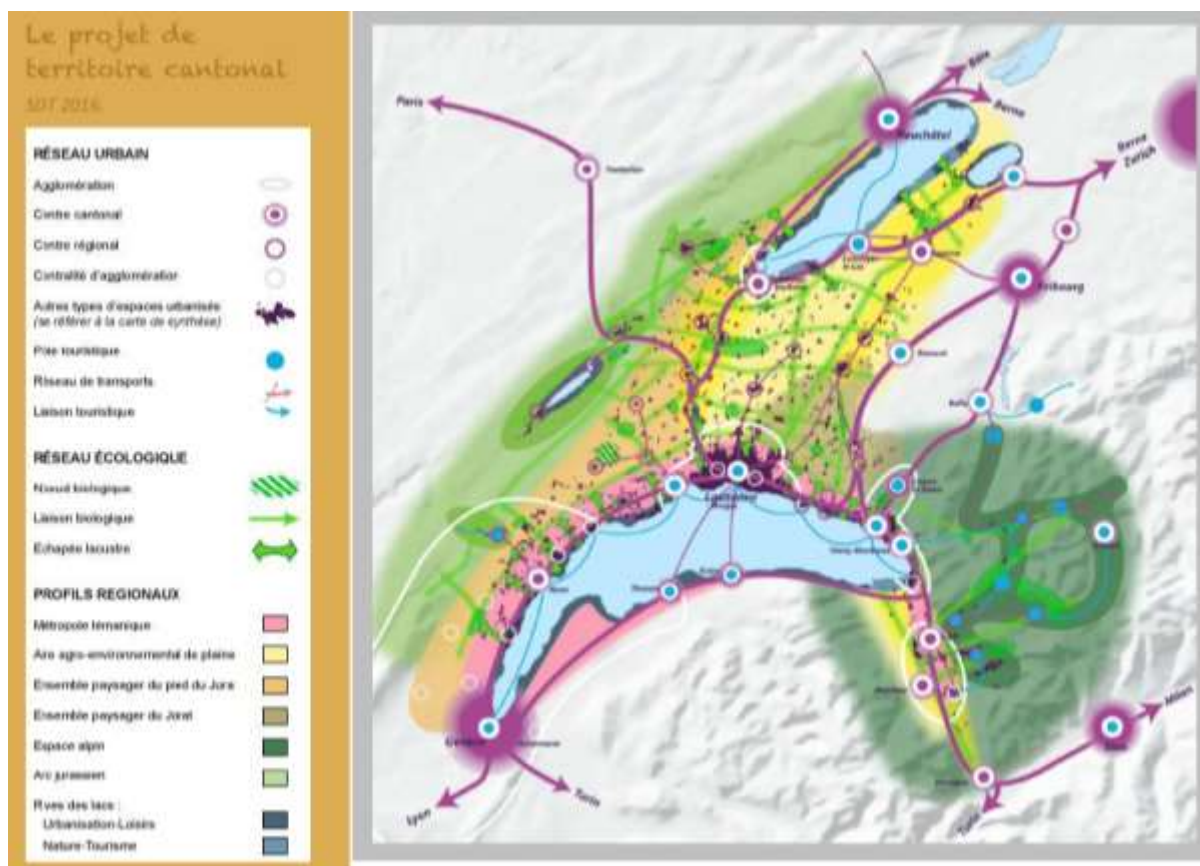 Le projet de
territoire cantonal
SDT 2016
RÉSEAU URBAIN
Agglomération
Centre cantonal
Centre régional
Centralité d'agglomération
Autres types d'espaces urbanisés
(se référer à la carte de synthèse)
Pôle touristique
Réseau de transports
Liaison touristique
RÉSEAU ÉCOLOGIQUE
Noeud biologique
Liaison biologique
Echapée lacustre
PROFILS REGIONAUX
Métropole lémanique
Aire agro-environnemental de plaine
Ensemble paysager du pied du Jura
Ensemble paysager du Jorat
Espace alpin
Arc jurassien
Rives des lacs :
Urbanisation-Loisirs
Nature-Tourisme
Paris
Bâle
Berne
Neuchâtel
Berne
Zurich
Fribourg
Lausanne
Genève
Lyon
Turin
Milan
Turin